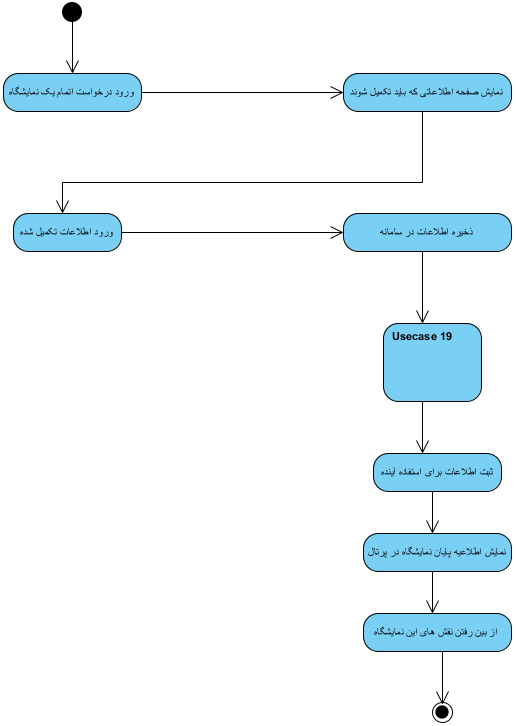 ورود درخواست اتمام یک نمایشگاه
نمایش صفحه اطلاعاتی که باید تکمیل شوند
ورود اطلاعات تکمیل شده
ذخیره اطلاعات در سامانه
Usecase 19
ثبت اطلاعات برای استفاده آینده
نمایش اطلاعیه پایان نمایشگاه در پرتال
از بین رفتن نقش های این نمایشگاه